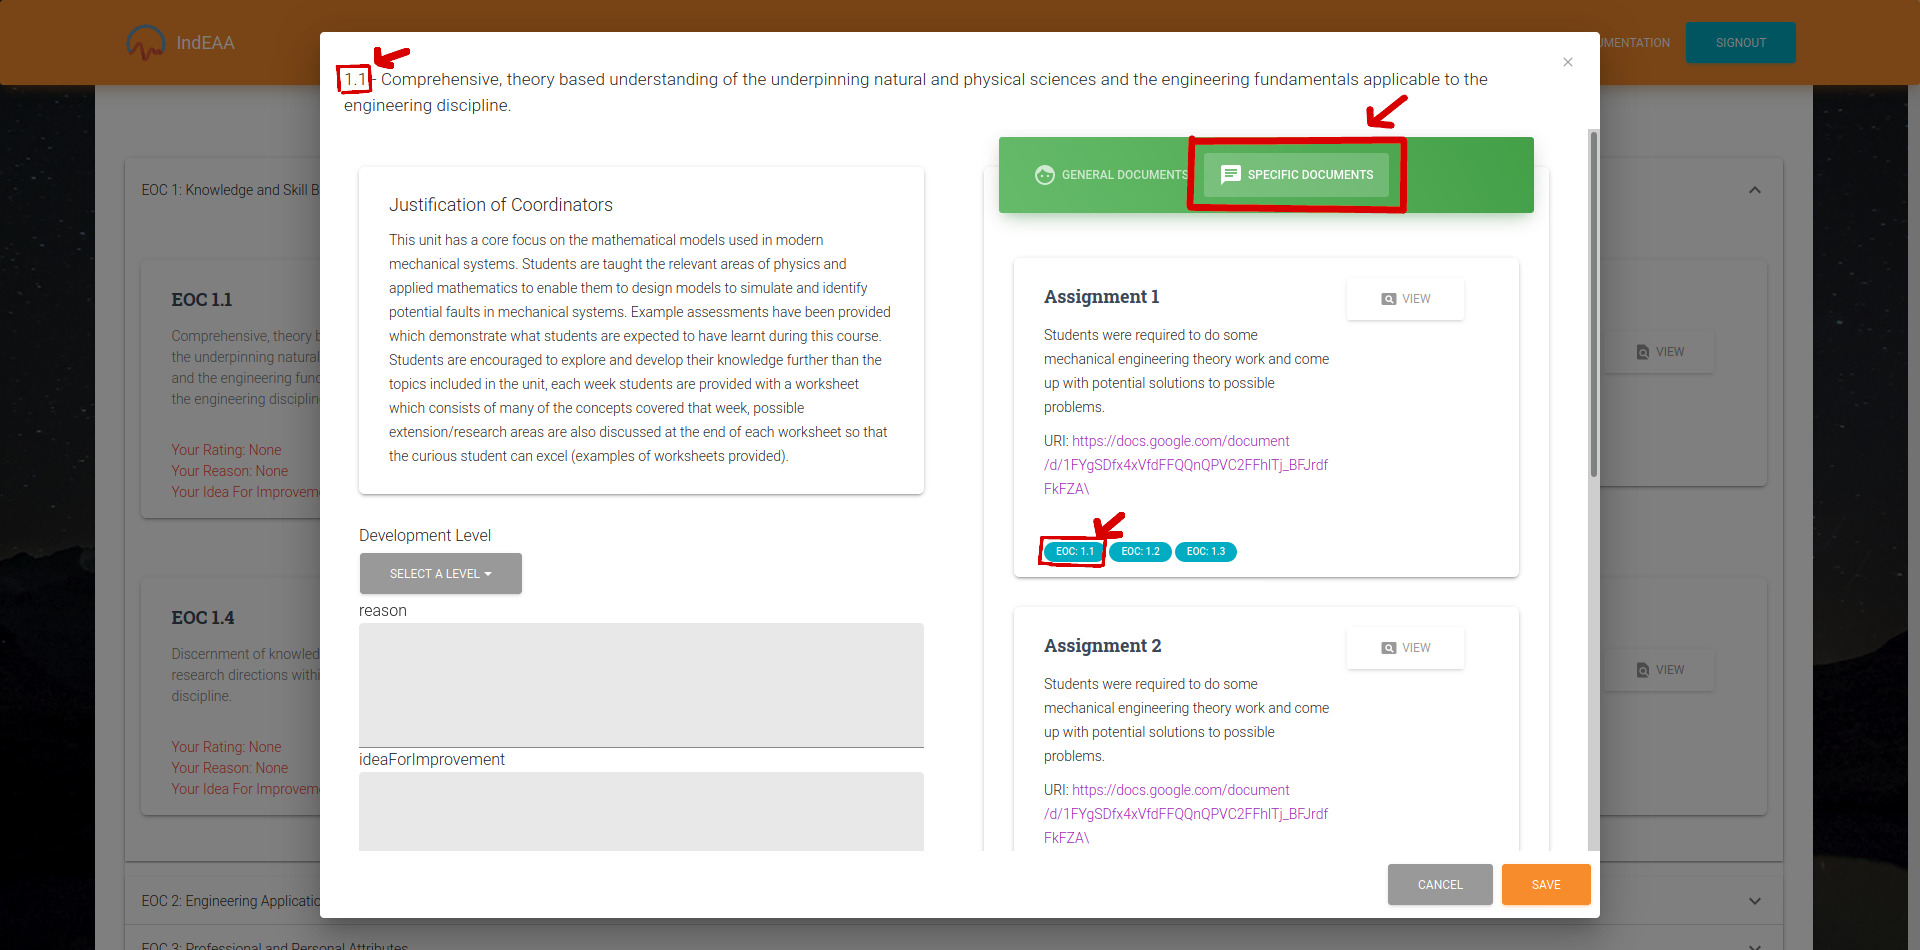 IndEAA
UMENTATION
SIGNOUT
1.1 - Comprehensive, theory based understanding of the underpinning natural and physical sciences and the engineering fundamentals applicable to the
engineering discipline.
×
EOC 1: Knowledge and Skill B
EOC 1.1
Comprehensive, theory b
the underpinning natural
and the engineering fund
the engineering disciplin
Your Rating: None
Your Reason: None
Your Idea For Improvem
VIEW
EOC 1.4
Discernment of knowled
research directions withi
discipline.
Your Rating: None
Your Reason: None
Your Idea For Improvem
VIEW
EOC 2: Engineering Applicatio
EOC 3: Professional and Personal Attributes
Justification of Coordinators
This unit has a core focus on the mathematical models used in modern
mechanical systems. Students are taught the relevant areas of physics and
applied mathematics to enable them to design models to simulate and identify
potential faults in mechanical systems. Example assessments have been provided
which demonstrate what students are expected to have learnt during this course.
Students are encouraged to explore and develop their knowledge further than the
topics included in the unit, each week students are provided with a worksheet
which consists of many of the concepts covered that week, possible
extension/research areas are also discussed at the end of each worksheet so that
the curious student can excel (examples of worksheets provided).
Development Level
SELECT A LEVEL
reason
ideaForImprovement
GENERAL DOCUMENTS
SPECIFIC DOCUMENTS
Assignment 1
VIEW
Students were required to do some
mechanical engineering theory work and come
up with potential solutions to possible
problems.
URI: https://docs.google.com/document
/d/1FYgSDfx4xVfdFFQQnQPVC2FFhITj_BFJrdf
FkFZA\
EOC: 1.1
EOC: 1.2
EOC: 1.3
Assignment 2
VIEW
Students were required to do some
mechanical engineering theory work and come
up with potential solutions to possible
problems.
URI: https://docs.google.com/document
/d/1FYgSDfx4xVfdFFQQnQPVC2FFhITj_BFJrdf
FkFZA\
CANCEL
SAVE